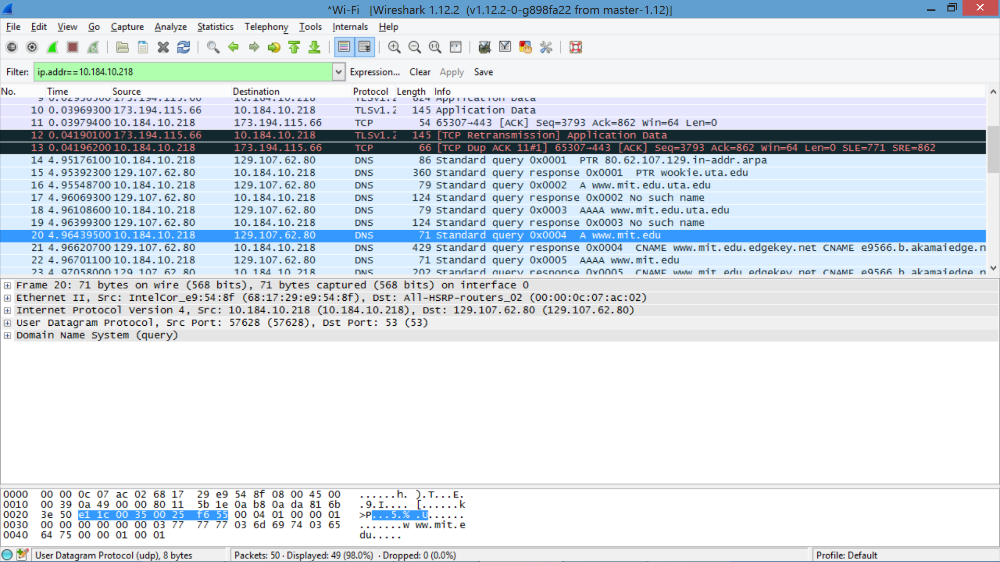 *Wi-Fi [Wireshark 1.12.2 (v1.12.2-0-g898fa22 from master-1.12)]
File Edit View Go Capture Analyze Statistics Telephony Tools Internals Help
Filter: ip.addr==10.184.10.218 Expression... Clear Apply Save
No. Time Source Destination Protocol Length Info
9 0.02930300 173.194.115.66 10.184.10.218 TLSv1.2 824 Application Data
10 0.03969300 173.194.115.66 10.184.10.218 TLSv1.2 145 Application Data
11 0.03979400 10.184.10.218 173.194.115.66 TCP 54 65307→443 [ACK] Seq=3793 Ack=862 Win=64 Len=0
12 0.04190100 173.194.115.66 10.184.10.218 TLSv1.2 145 [TCP Retransmission] Application Data
13 0.04196200 10.184.10.218 173.194.115.66 TCP 66 [TCP Dup ACK 11#1] 65307→443 [ACK] Seq=3793 Ack=862 Win=64 Len=0 SLE=771 SRE=862
14 4.95176100 10.184.10.218 129.107.62.80 DNS 86 Standard query 0x0001 PTR 80.62.107.129.in-addr.arpa
15 4.95392300 129.107.62.80 10.184.10.218 DNS 360 Standard query response 0x0001 PTR wookie.uta.edu
16 4.95548700 10.184.10.218 129.107.62.80 DNS 79 Standard query 0x0002 A www.mit.edu.uta.edu
17 4.96069300 129.107.62.80 10.184.10.218 DNS 124 Standard query response 0x0002 No such name
18 4.96108600 10.184.10.218 129.107.62.80 DNS 79 Standard query 0x0003 AAAA www.mit.edu.uta.edu
19 4.96399300 129.107.62.80 10.184.10.218 DNS 124 Standard query response 0x0003 No such name
20 4.96439500 10.184.10.218 129.107.62.80 DNS 71 Standard query 0x0004 A www.mit.edu
21 4.96620700 129.107.62.80 10.184.10.218 DNS 429 Standard query response 0x0004 CNAME www.mit.edu.edgekey.net CNAME e9566.b.akamaiedge.n
22 4.96701100 10.184.10.218 129.107.62.80 DNS 71 Standard query 0x0005 AAAA www.mit.edu
23 4.97058000 129.107.62.80 10.184.10.218 DNS 202 Standard query response 0x0005 CNAME www.mit.edu.edgekey.net CNAME e9566.b.akamaiedge.n
Frame 20: 71 bytes on wire (568 bits), 71 bytes captured (568 bits) on interface 0
Ethernet II, Src: IntelCor_e9:54:8f (68:17:29:e9:54:8f), Dst: All-HSRP-routers_02 (00:00:0c:07:ac:02)
Internet Protocol Version 4, Src: 10.184.10.218 (10.184.10.218), Dst: 129.107.62.80 (129.107.62.80)
User Datagram Protocol, Src Port: 57628 (57628), Dst Port: 53 (53)
Domain Name System (query)
0000 00 00 0c 07 ac 02 68 17 29 e9 54 8f 08 00 45 00 ......h. ).T...E.
0010 00 39 0a 49 00 00 80 11 5b 1e 0a b8 0a da 81 6b .9.I.... [......k
0020 3e 50 e1 1c 00 35 00 25 f6 55 00 04 01 00 00 01 >P...5.% .U......
0030 00 00 00 00 00 00 03 77 77 77 03 6d 69 74 03 65 .......w ww.mit.e
0040 64 75 00 00 01 00 01 du.....
User Datagram Protocol (udp), 8 bytes Packets: 50 · Displayed: 49 (98.0%) · Dropped: 0 (0.0%) Profile: Default